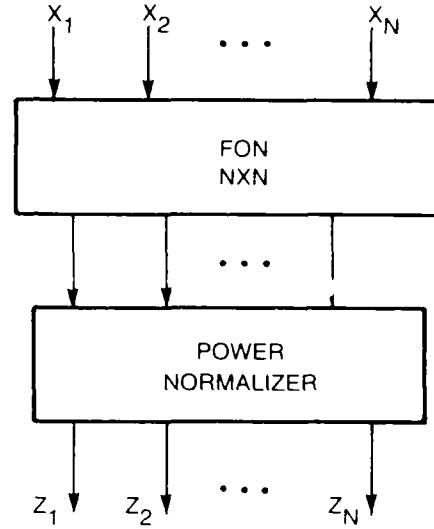 X1 X2 • • • XN
FON
NXN
• • •
POWER
NORMALIZER
• • •
Z1 Z2 ZN